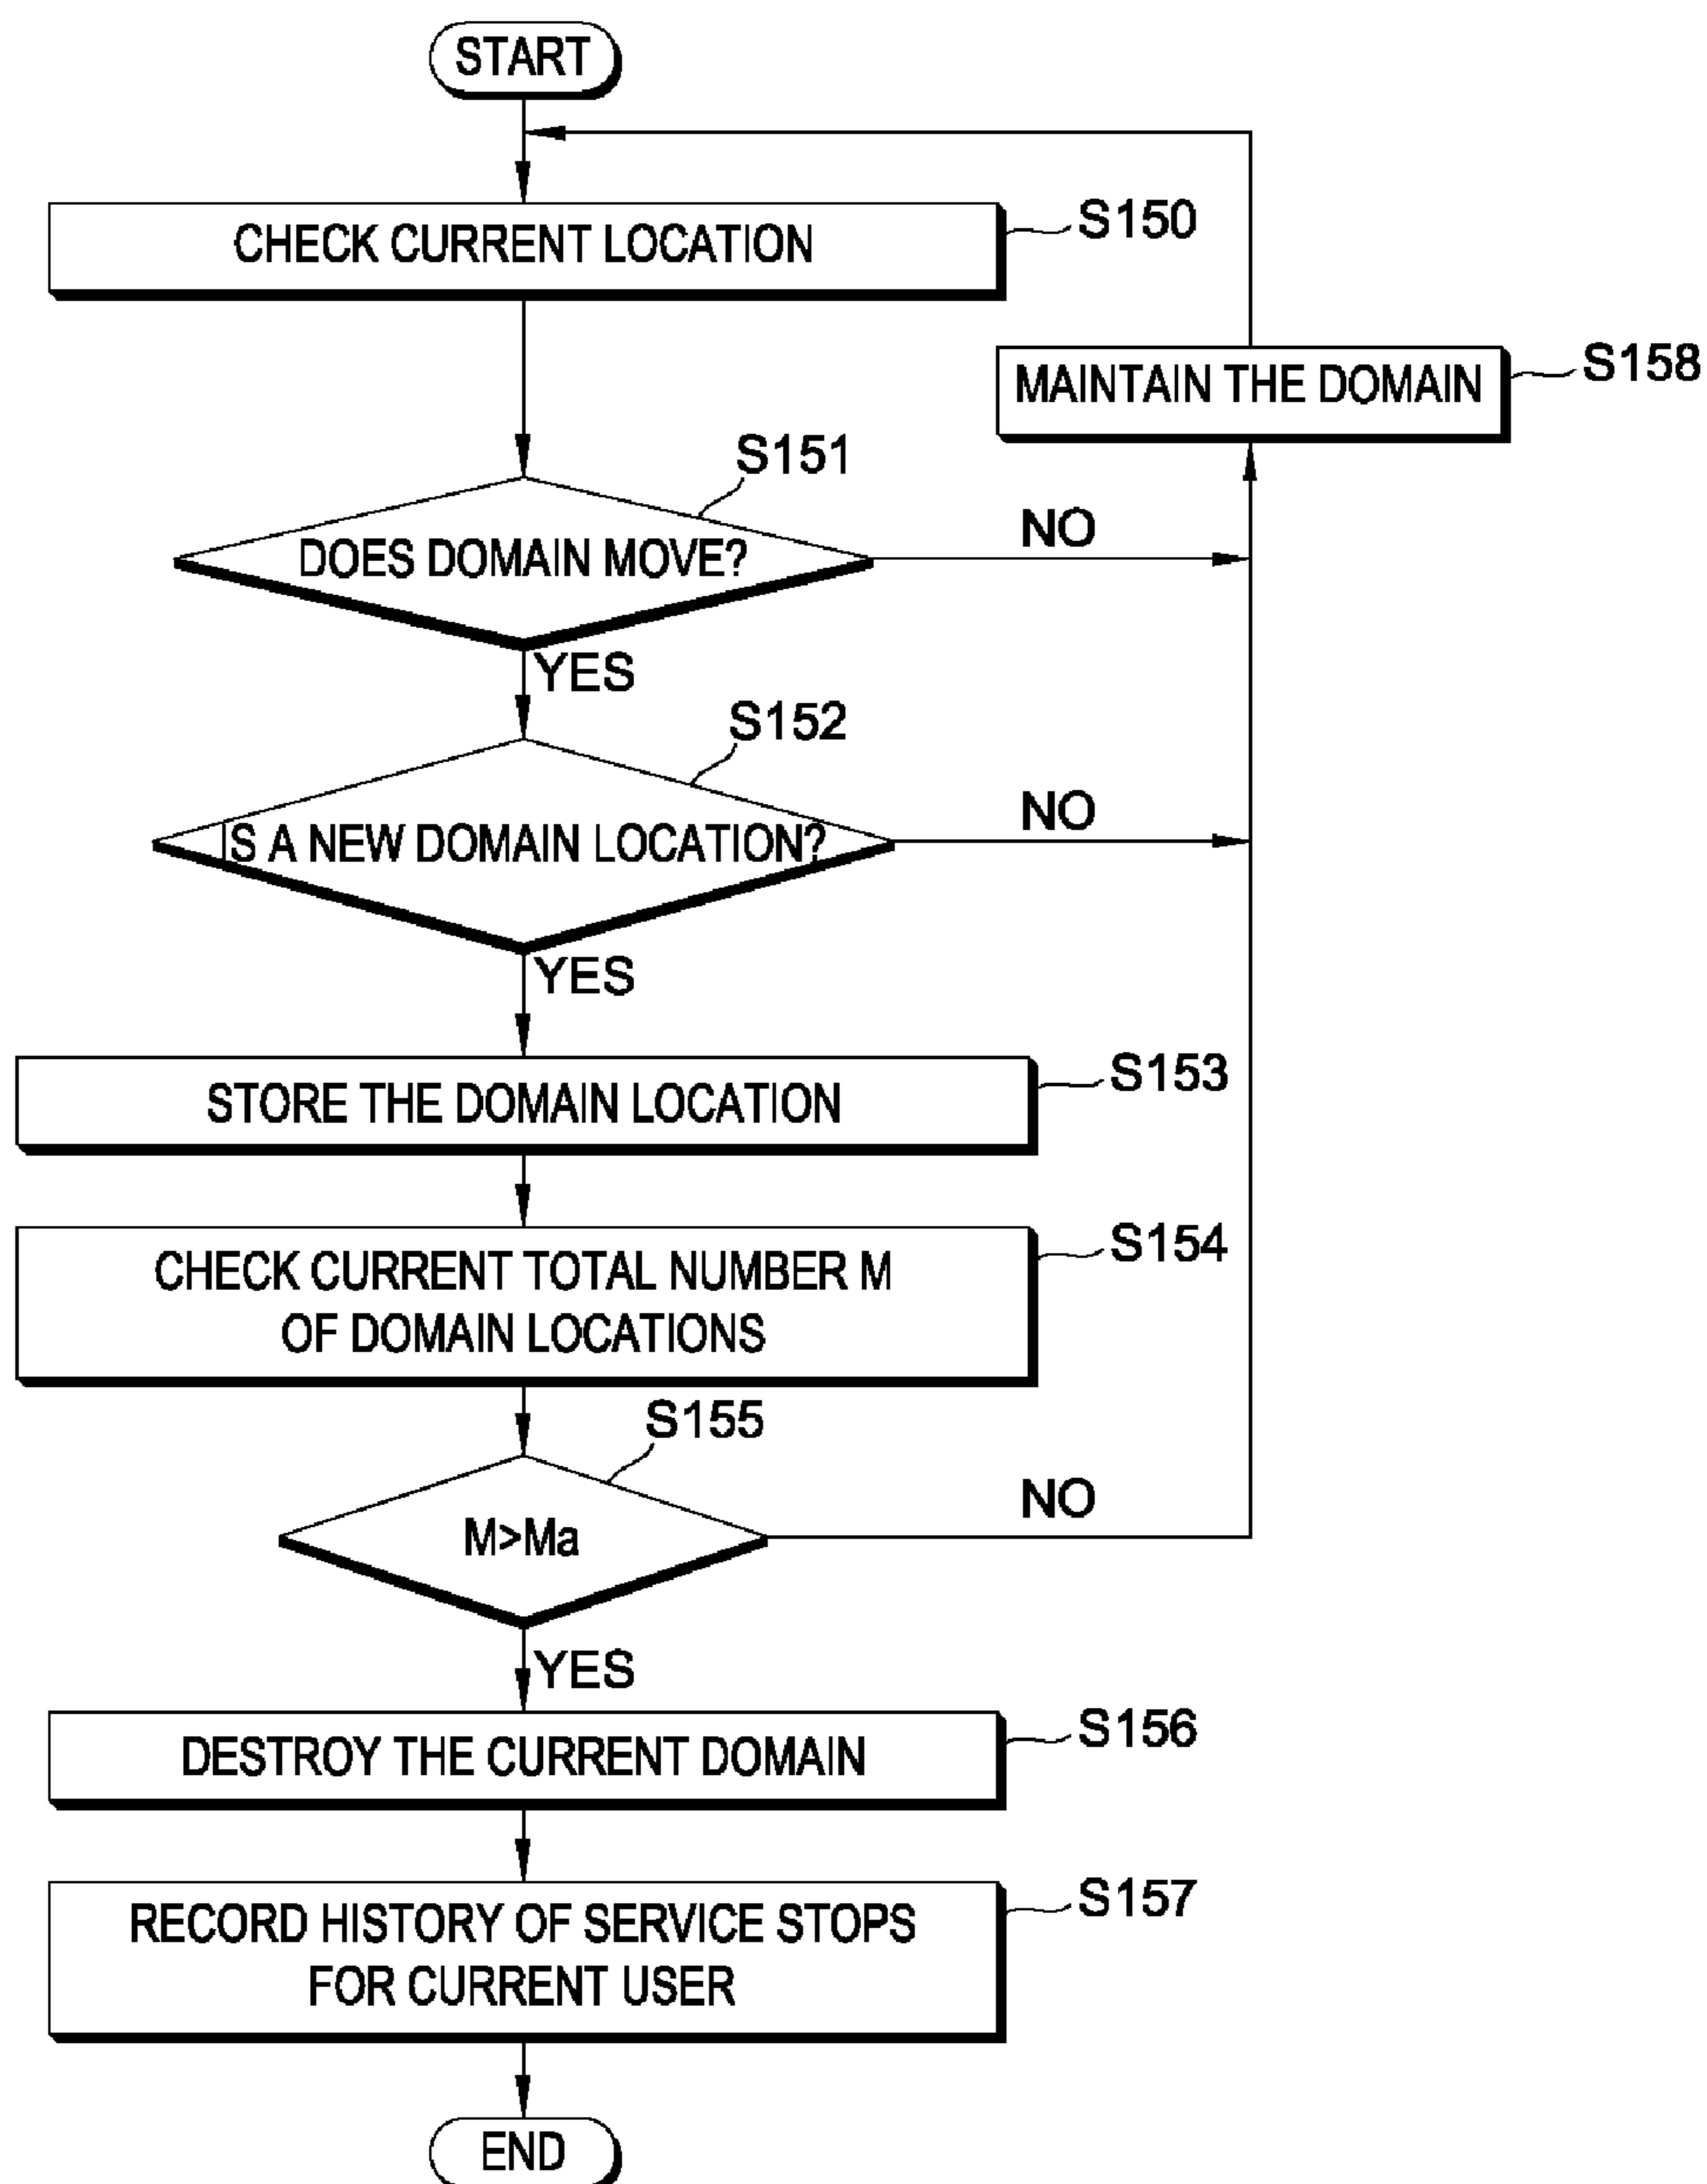 START
CHECK CURRENT LOCATION
S150
MAINTAIN THE DOMAIN
S158
S151
DOES DOMAIN MOVE?
NO
YES
S152
IS A NEW DOMAIN LOCATION?
NO
YES
STORE THE DOMAIN LOCATION
S153
CHECK CURRENT TOTAL NUMBER M
OF DOMAIN LOCATIONS
S154
S155
M>Ma
NO
YES
DESTROY THE CURRENT DOMAIN
S156
RECORD HISTORY OF SERVICE STOPS
FOR CURRENT USER
S157
END